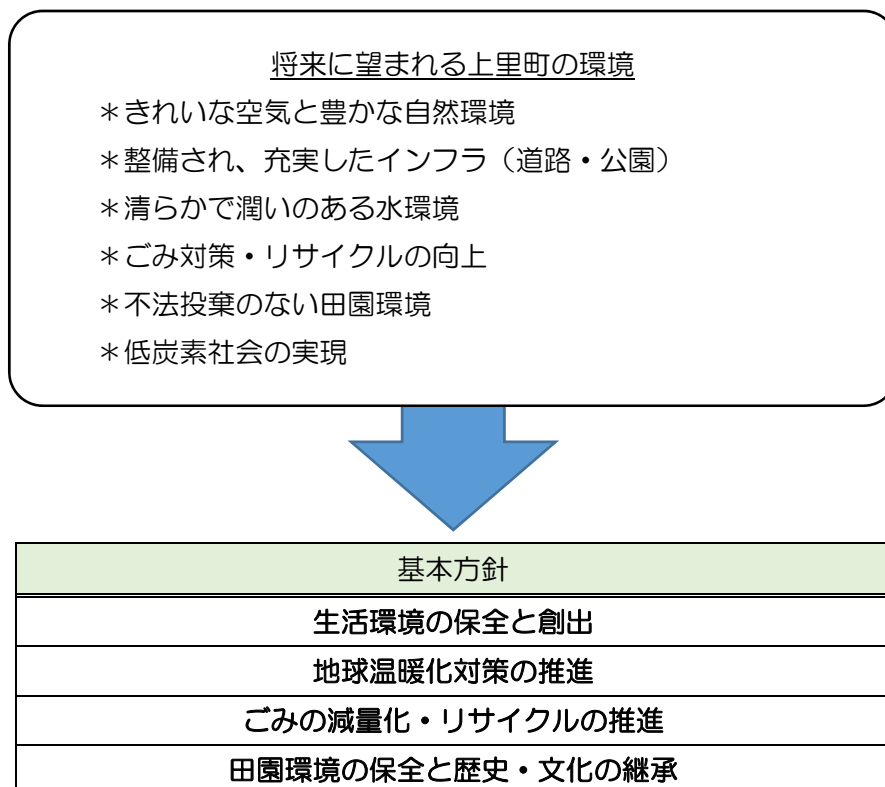 将来に望まれる上里町の環境
＊きれいな空気と豊かな自然環境
＊整備され、充実したインフラ（道路・公園）
＊清らかで潤いのある水環境
＊ごみ対策・リサイクルの向上
＊不法投棄のない田園環境
＊低炭素社会の実現
基本方針
生活環境の保全と創出
地球温暖化対策の推進
ごみの減量化・リサイクルの推進
田園環境の保全と歴史・文化の継承